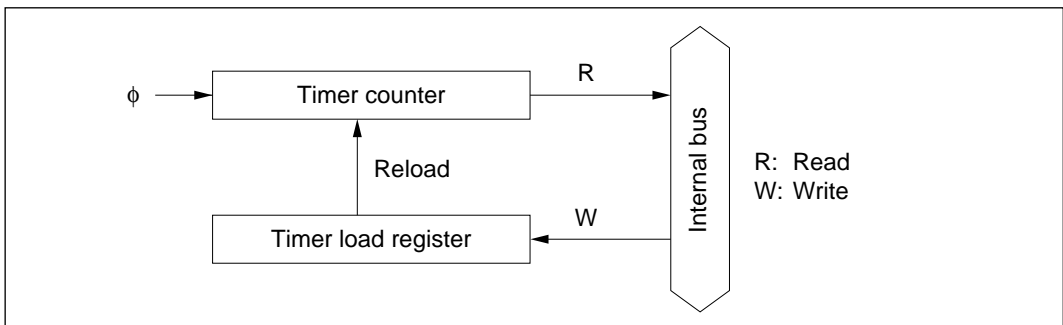 R
ϕ
Timer counter
Reload
Internal bus
R: Read
W: Write
W
Timer load register